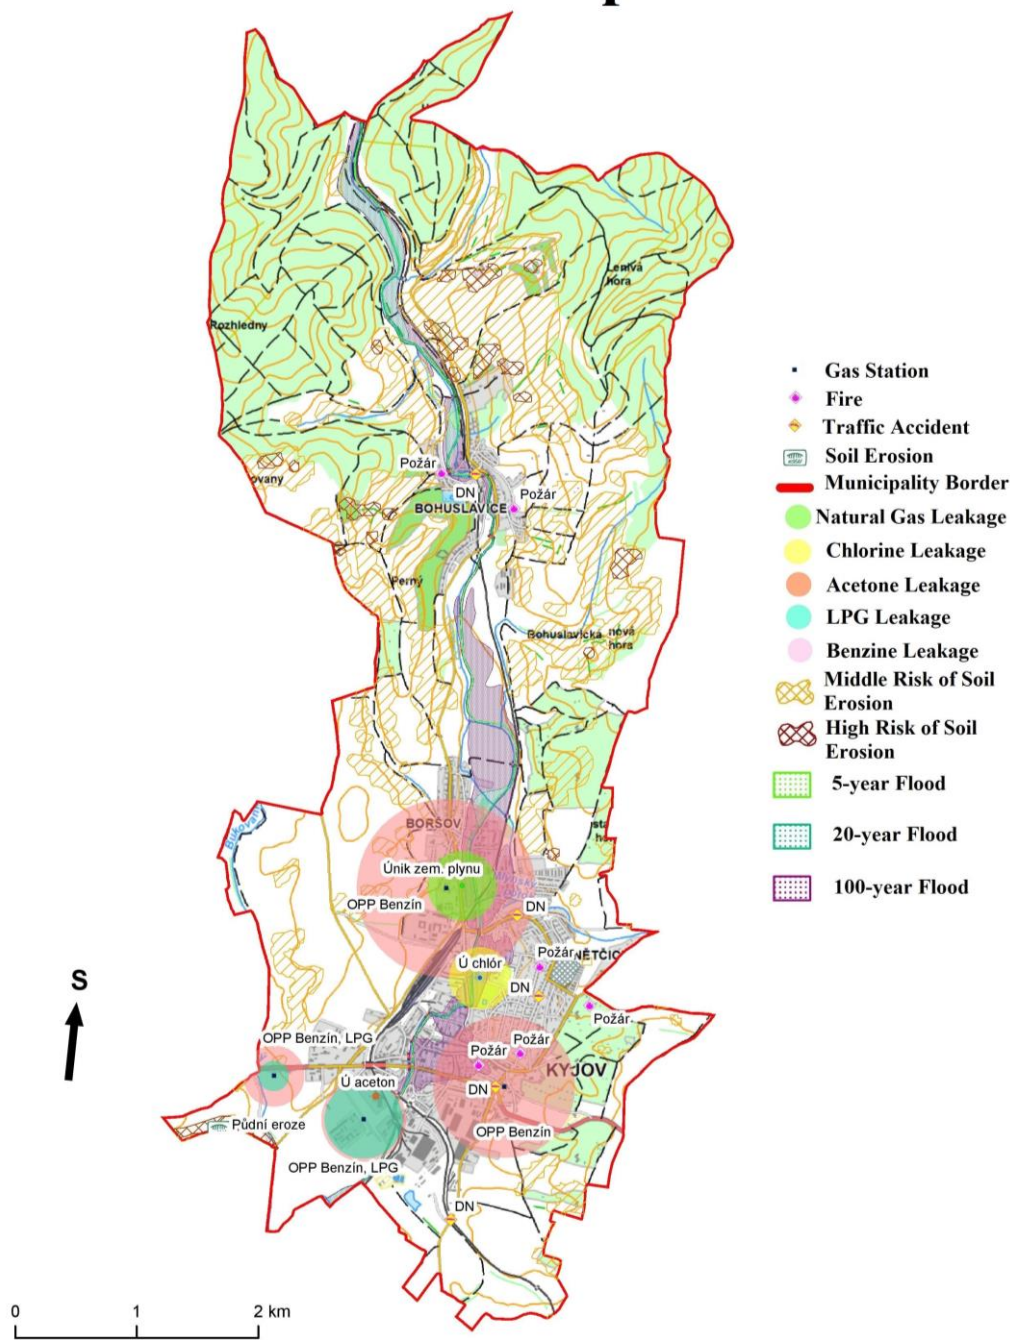 Lenivá
hora
Rozhledny
ovany
Požár
DN
Požár
BOHUSLAVICE
Perný
Bohuslavická nová
hora
BORŠOV
Bukovan
Únik zem. plynu
OPP Benzín
DN
Ú chlór
Požár
NĚTČIC
DN
Požár
OPP Benzín, LPG
Požár
Požár
KYJOV
Ú aceton
DN
Půdní eroze
OPP Benzín
OPP Benzín, LPG
DN
S
0 1 2 km
Gas Station
Fire
Traffic Accident
Soil Erosion
Municipality Border
Natural Gas Leakage
Chlorine Leakage
Acetone Leakage
LPG Leakage
Benzine Leakage
Middle Risk of Soil
Erosion
High Risk of Soil
Erosion
5-year Flood
20-year Flood
100-year Flood